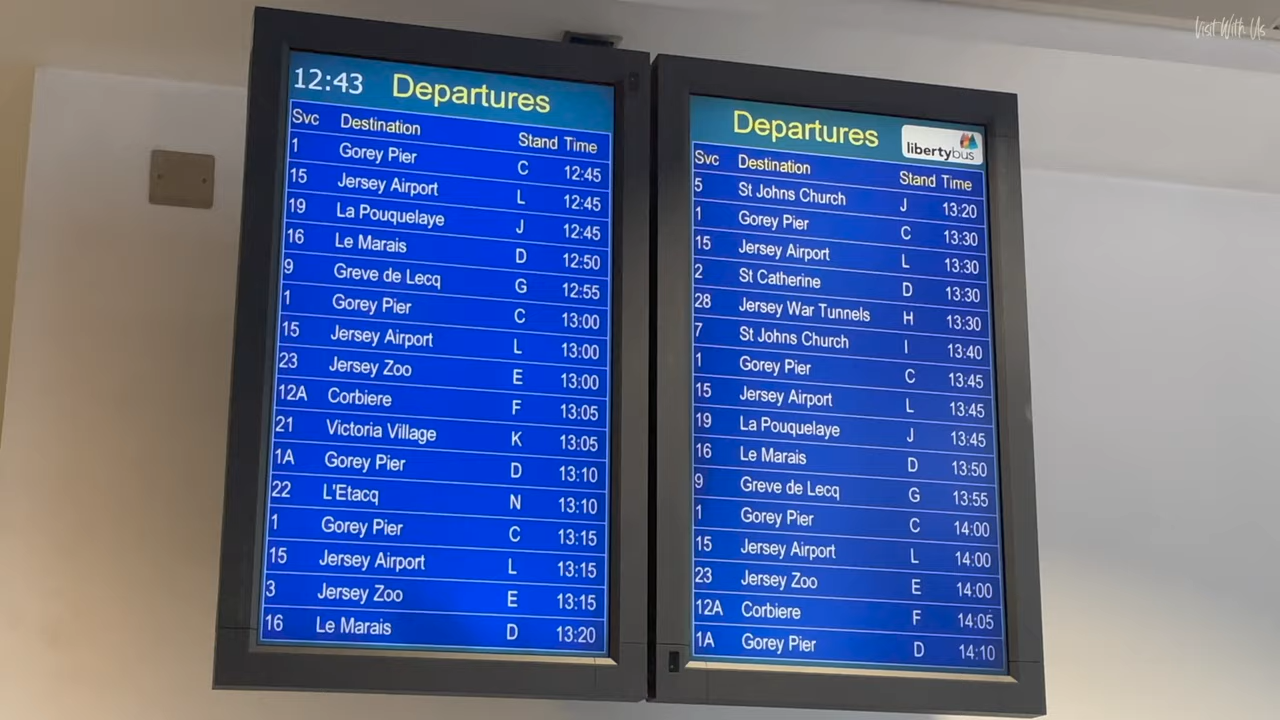 Visit With Us
12:43 Departures
Svc Destination Stand Time
1 Gorey Pier C 12:45
15 Jersey Airport L 12:45
19 La Pouquelaye J 12:45
16 Le Marais D 12:50
9 Greve de Lecq G 12:55
1 Gorey Pier C 13:00
15 Jersey Airport L 13:00
23 Jersey Zoo E 13:00
12A Corbiere F 13:05
21 Victoria Village K 13:05
1A Gorey Pier D 13:10
22 L'Etacq N 13:10
1 Gorey Pier C 13:15
15 Jersey Airport L 13:15
3 Jersey Zoo E 13:15
16 Le Marais D 13:20
Departures libertybus
Svc Destination Stand Time
5 St Johns Church J 13:20
1 Gorey Pier C 13:30
15 Jersey Airport L 13:30
2 St Catherine D 13:30
28 Jersey War Tunnels H 13:30
7 St Johns Church I 13:40
1 Gorey Pier C 13:45
15 Jersey Airport L 13:45
19 La Pouquelaye J 13:45
16 Le Marais D 13:50
9 Greve de Lecq G 13:55
1 Gorey Pier C 14:00
15 Jersey Airport L 14:00
23 Jersey Zoo E 14:00
12A Corbiere F 14:05
1A Gorey Pier D 14:10